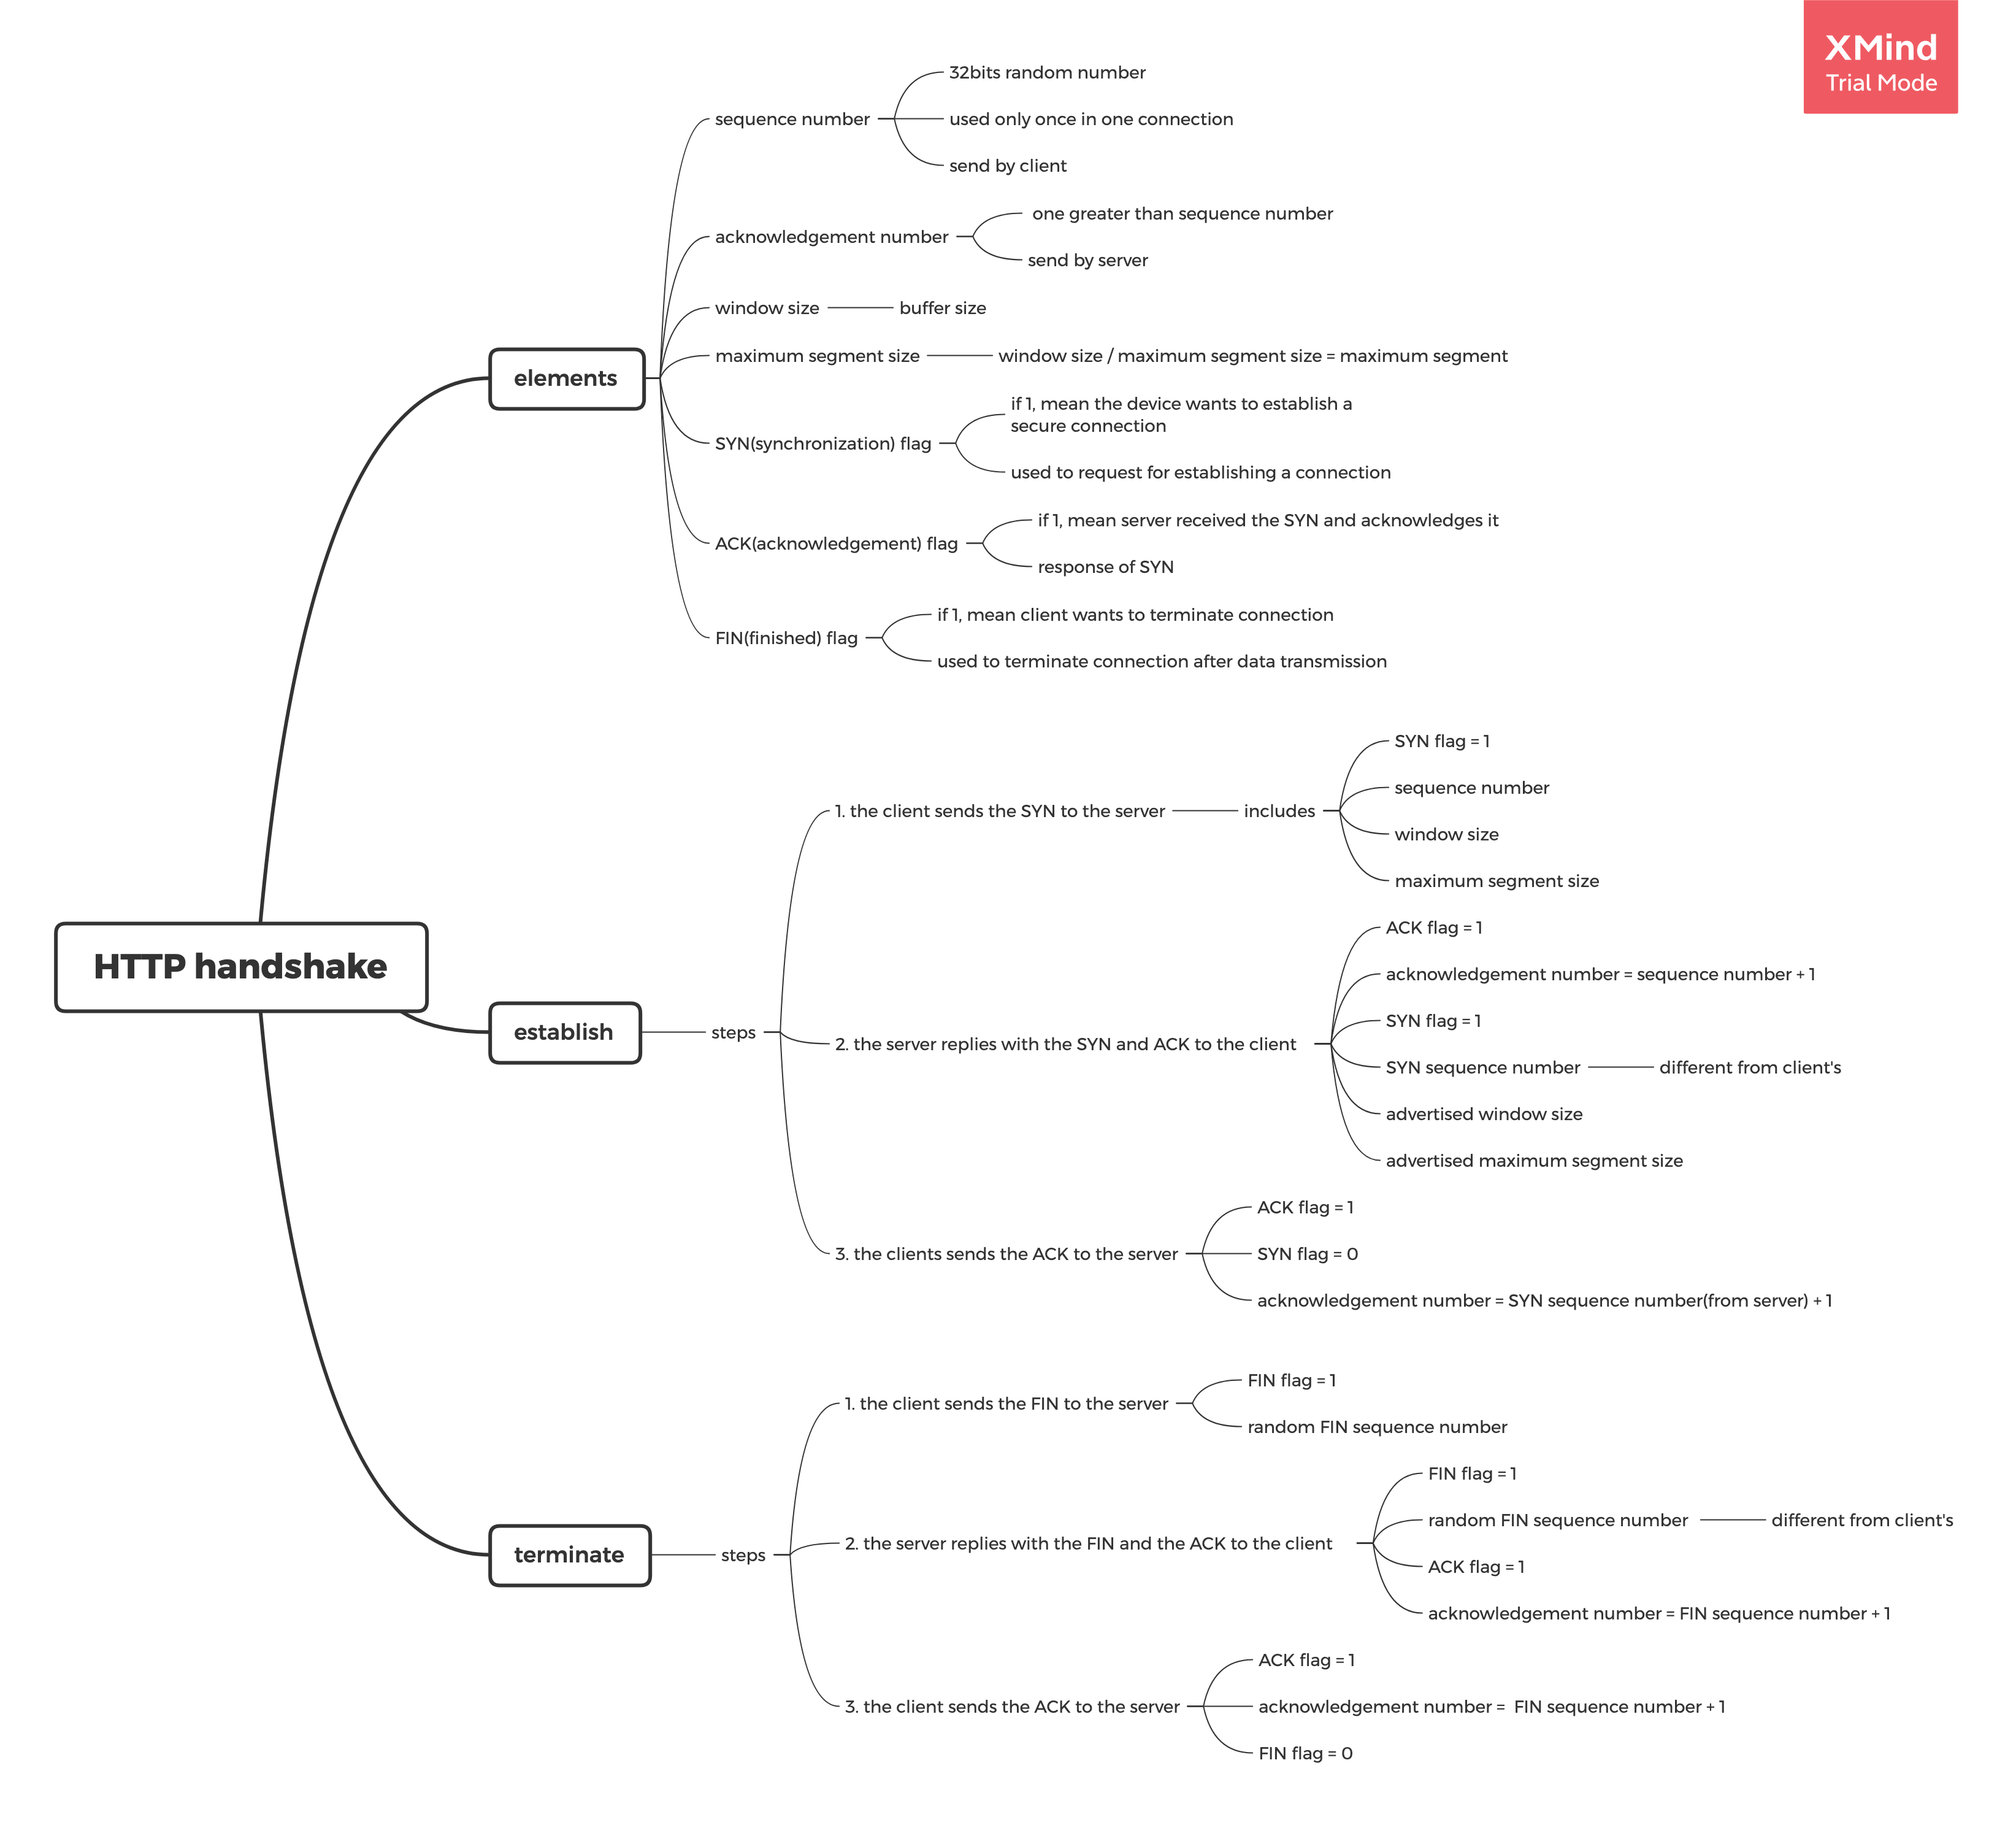 XMind
Trial Mode
HTTP handshake
elements
sequence number
32bits random number
used only once in one connection
send by client
acknowledgement number
one greater than sequence number
send by server
window size
buffer size
maximum segment size
window size / maximum segment size = maximum segment
SYN(synchronization) flag
if 1, mean the device wants to establish a
secure connection
used to request for establishing a connection
ACK(acknowledgement) flag
if 1, mean server received the SYN and acknowledges it
response of SYN
FIN(finished) flag
if 1, mean client wants to terminate connection
used to terminate connection after data transmission
establish
steps
1. the client sends the SYN to the server
includes
SYN flag = 1
sequence number
window size
maximum segment size
2. the server replies with the SYN and ACK to the client
ACK flag = 1
acknowledgement number = sequence number + 1
SYN flag = 1
SYN sequence number
different from client's
advertised window size
advertised maximum segment size
3. the clients sends the ACK to the server
ACK flag = 1
SYN flag = 0
acknowledgement number = SYN sequence number(from server) + 1
terminate
steps
1. the client sends the FIN to the server
FIN flag = 1
random FIN sequence number
2. the server replies with the FIN and the ACK to the client
FIN flag = 1
random FIN sequence number
different from client's
ACK flag = 1
acknowledgement number = FIN sequence number + 1
3. the client sends the ACK to the server
ACK flag = 1
acknowledgement number = FIN sequence number + 1
FIN flag = 0